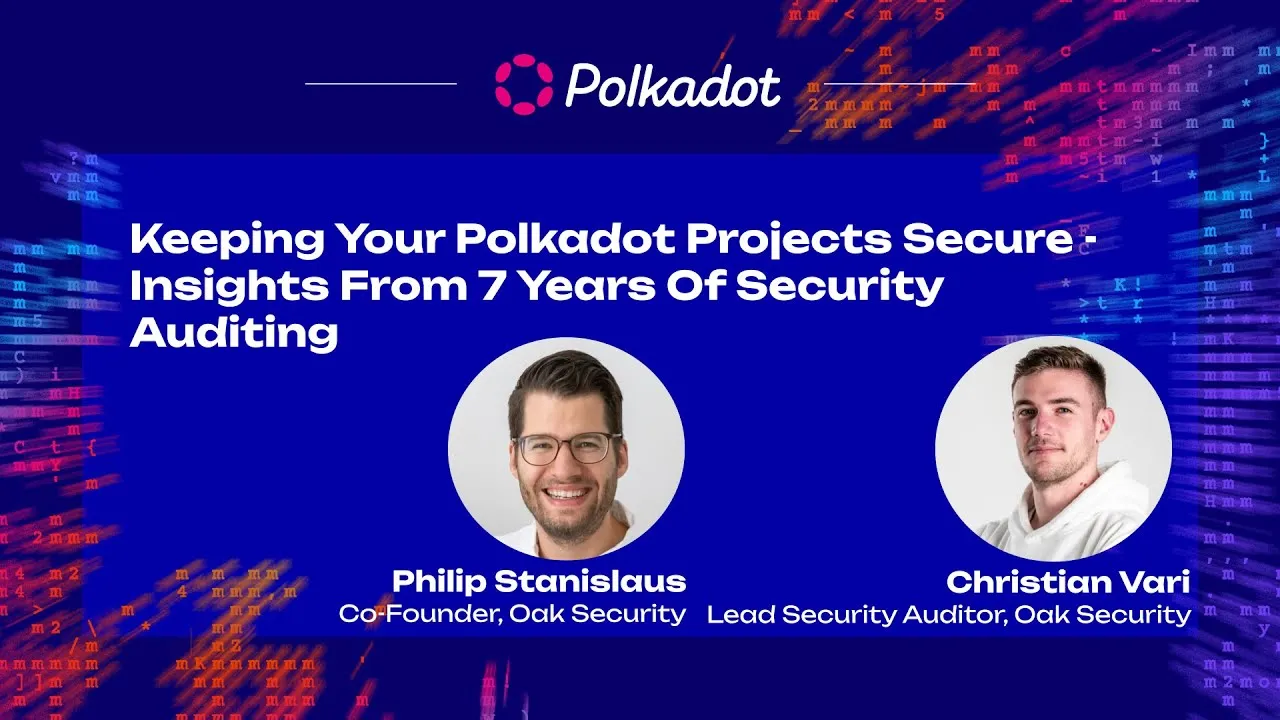 Polkadot
Keeping Your Polkadot Projects Secure -
Insights From 7 Years Of Security
Auditing
Philip Stanislaus
Co-Founder, Oak Security
Christian Vari
Lead Security Auditor, Oak Security